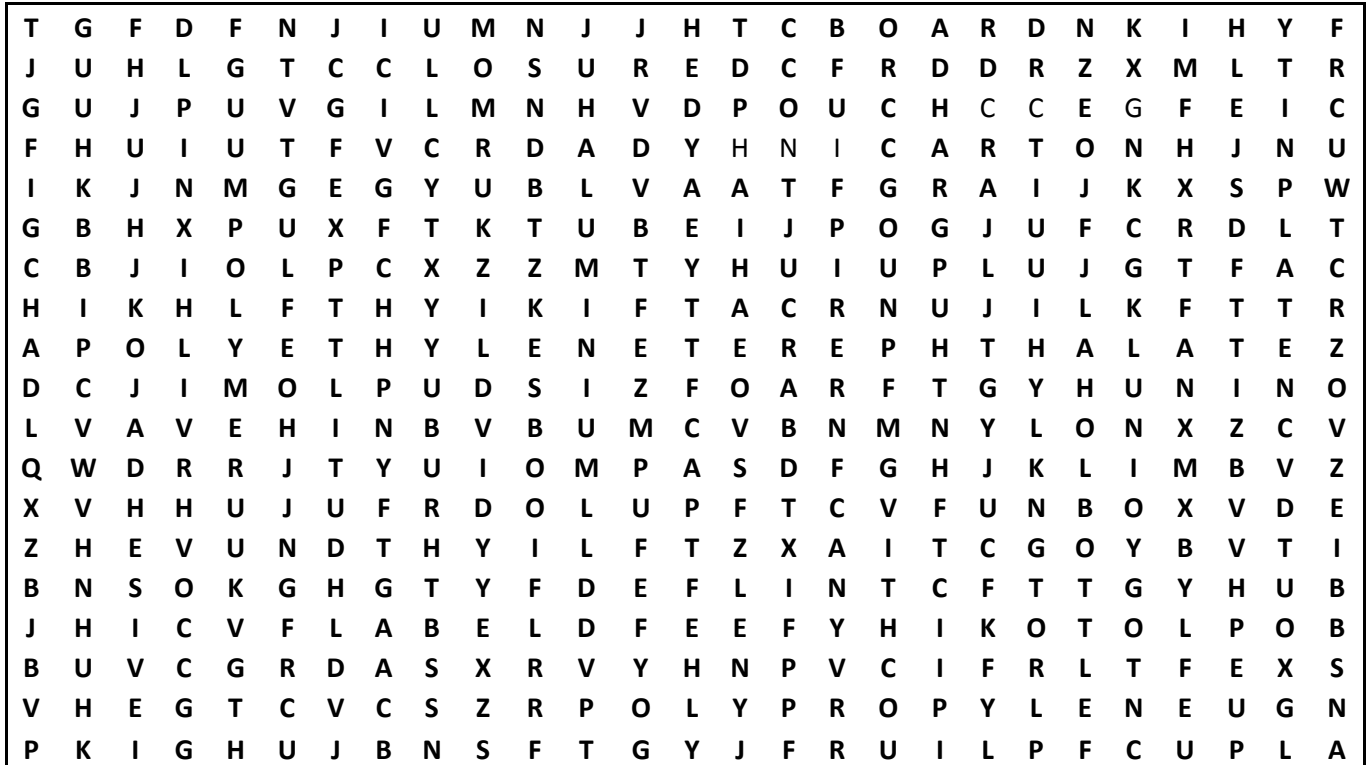 T G F D F N J I U M N J J H T C B O A R D N K I H Y F
J U H L G T C C L O S U R E D C F R D D R Z X M L T R
G U J P U V G I L M N H V D P O U C H C C E G F E I C
F H U I U T F V C R D A D Y H N I C A R T O N H J N U
I K J N M G E G Y U B L V A A T F G R A I J K X S P W
G B H X P U X F T K T U B E I J P O G J U F C R D L T
C B J I O L P C X Z Z M T Y H U I U P L U J G T F A C
H I K H L F T H Y I K I F T A C R N U J I L K F T T R
A P O L Y E T H Y L E N E T E R E P H T H A L A T E Z
D C J I M O L P U D S I Z F O A R F T G Y H U N I N O
L V A V E H I N B V B U M C V B N M N Y L O N X Z C V
Q W D R R J T Y U I O M P A S D F G H J K L I M B V Z
X V H H U J U F R D O L U P F T C V F U N B O X V D E
Z H E V U N D T H Y I L F T Z X A I T C G O Y B V T I
B N S O K G H G T Y F D E F L I N T C F T T G Y H U B
J H I C V F L A B E L D F E E F Y H I K O T O L P O B
B U V C G R D A S X R V Y H N P V C I F R L T F E X S
V H E G T C V C S Z R P O L Y P R O P Y L E N E U G N
P K I G H U J B N S F T G Y J F R U I L P F C U P L A